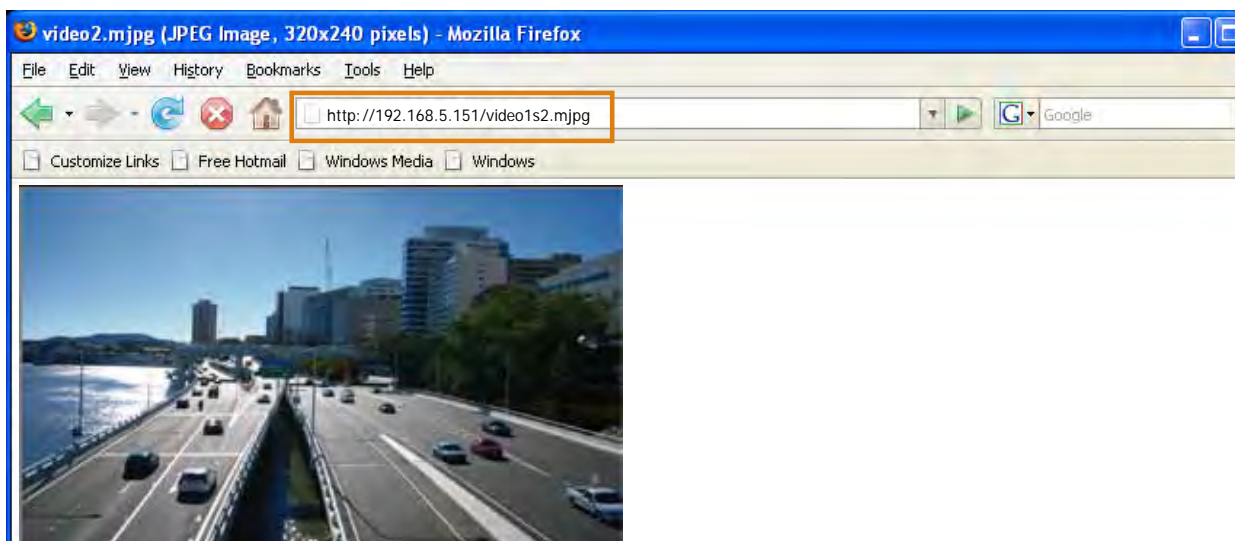 video2.mjpg (JPEG Image, 320x240 pixels) - Mozilla Firefox
File Edit View History Bookmarks Tools Help
http://192.168.5.151/video1s2.mjpg G Google
Customize Links Free Hotmail Windows Media Windows